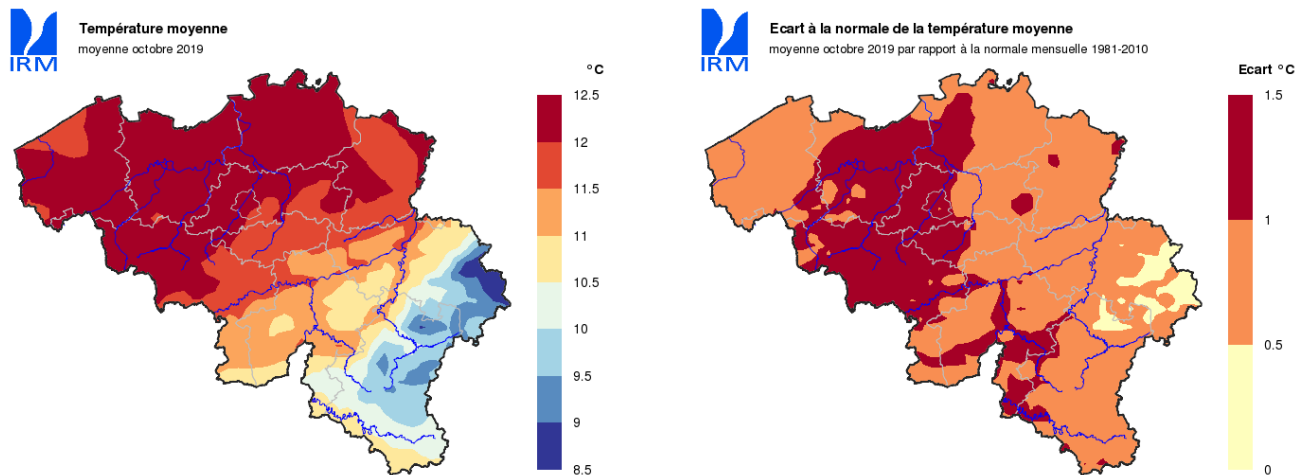 IRM
Température moyenne
moyenne octobre 2019
°C
12.5
12
11.5
11
10.5
10
9.5
9
8.5
IRM
Ecart à la normale de la température moyenne
moyenne octobre 2019 par rapport à la normale mensuelle 1981-2010
Ecart °C
1.5
1
0.5
0